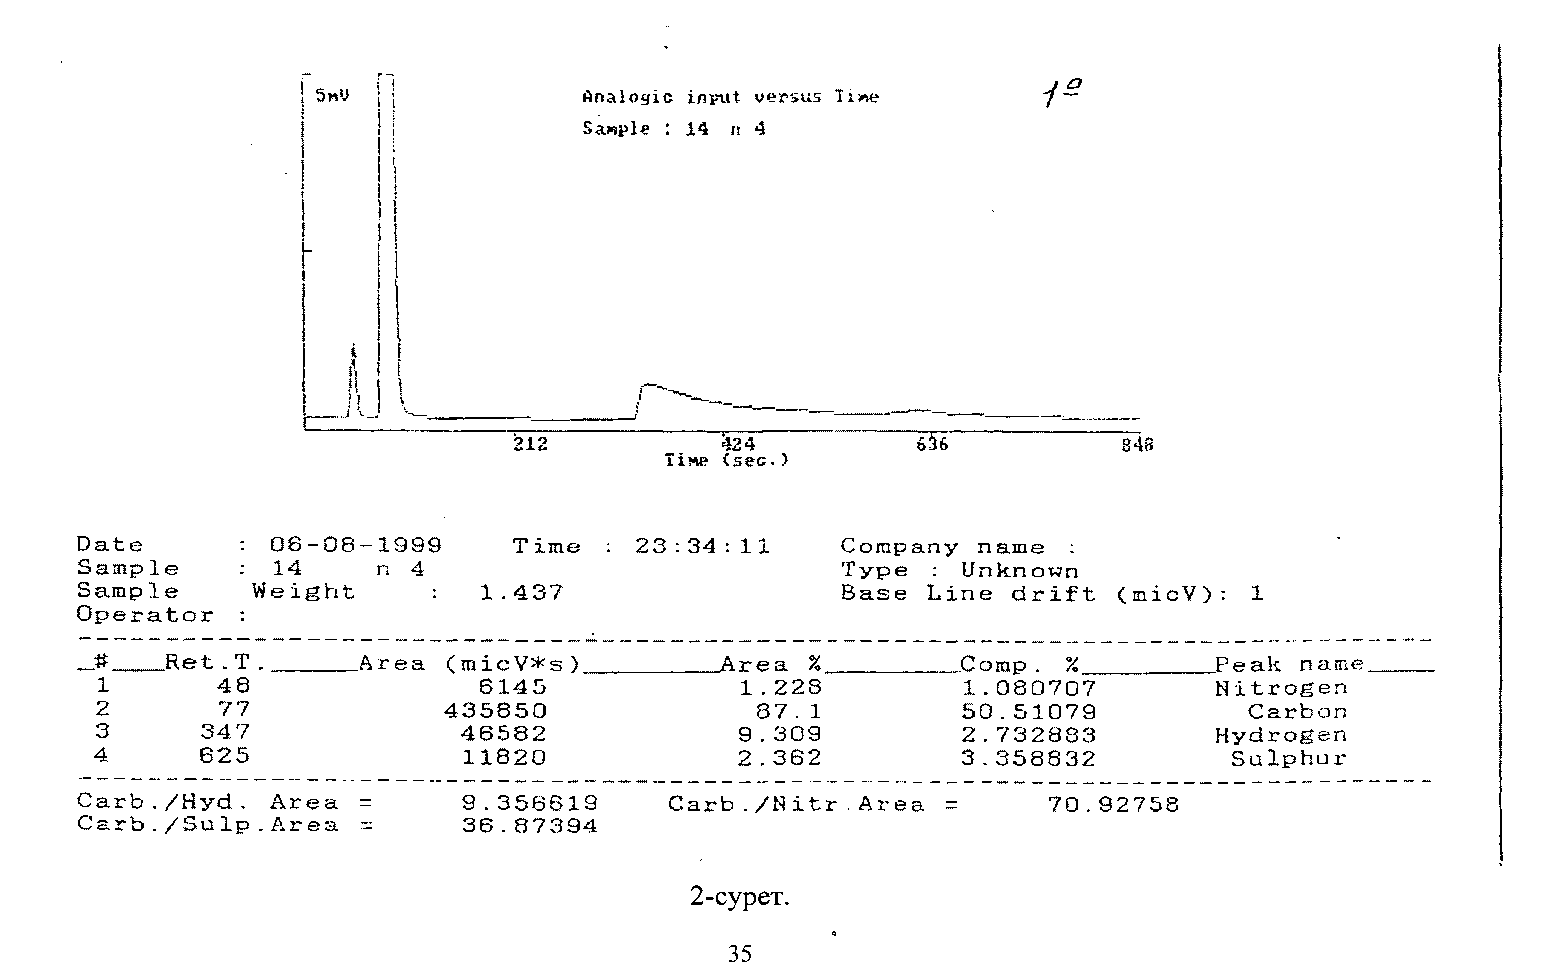 5mV
Analogic input versus Time
1º
Sample : 14 n 4
212 424 636 848
Time (sec.)
Date : 06-08-1999 Time : 23:34:11 Company name :
Sample : 14 n 4 Type : Unknown
Sample Weight : 1.437 Base Line drift (micV): 1
Operator :
# Ret.T. Area (micV*s) Area % Comp. % Peak name
1 48 6145 1.228 1.080707 Nitrogen
2 77 435850 87.1 50.51079 Carbon
3 347 46582 9.309 2.732883 Hydrogen
4 625 11820 2.362 3.358832 Sulphur
Carb./Hyd. Area = 9.356619 Carb./Nitr.Area = 70.92758
Carb./Sulp.Area = 36.87394
2-сурет.
35